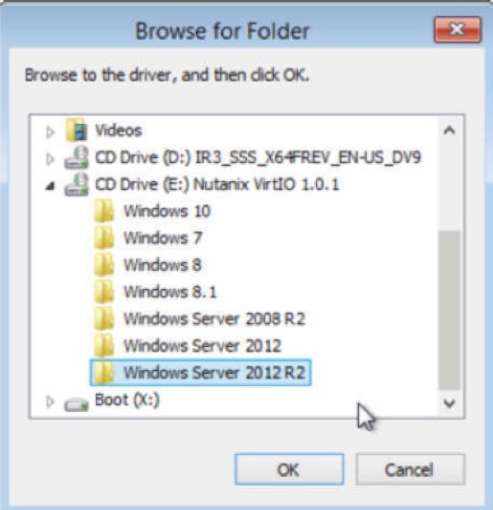 Browse for Folder
Browse to the driver, and then click OK.
Videos
CD Drive (D:) IR3_SSS_X64FREV_EN-US_DV9
CD Drive (E:) Nutanix VirtIO 1.0.1
Windows 10
Windows 7
Windows 8
Windows 8.1
Windows Server 2008 R2
Windows Server 2012
Windows Server 2012 R2
Boot (X:)
OK
Cancel